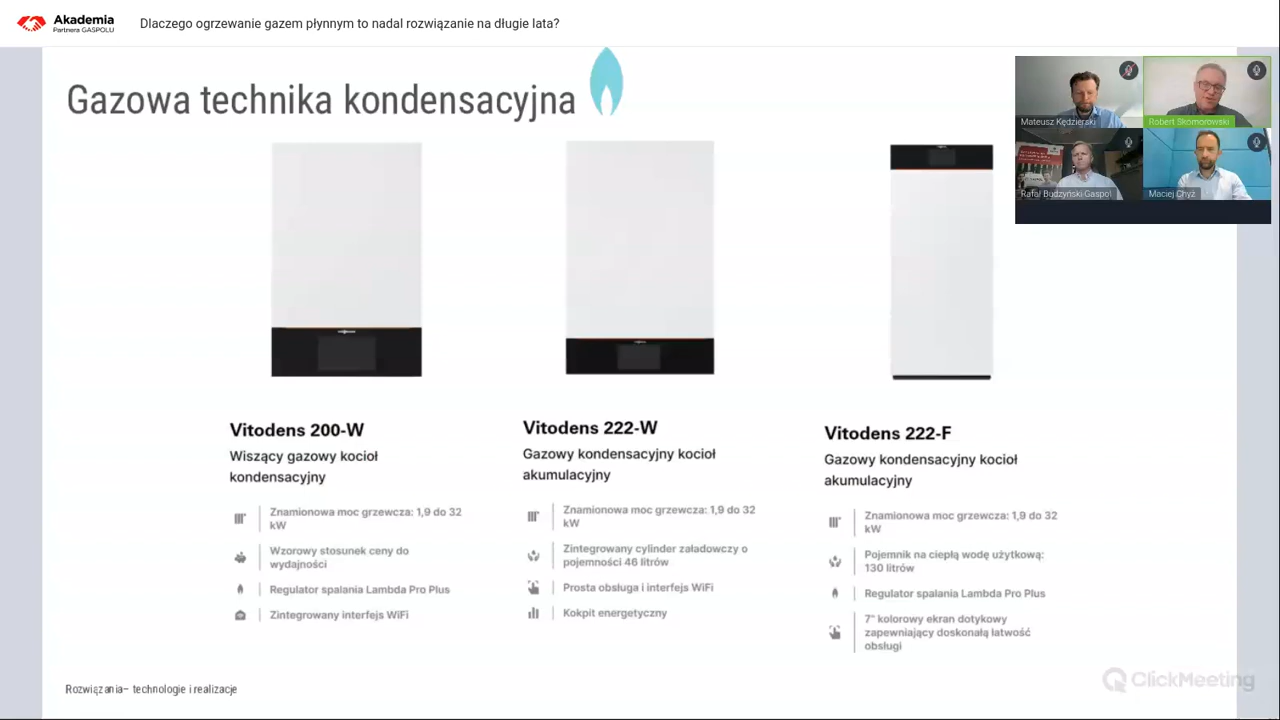 Akademia
Partnera GASPOLU
Dlaczego ogrzewanie gazem płynnym to nadal rozwiązanie na długie lata?
Gazowa technika kondensacyjna
Mateusz Kędzierski
Robert Skomorowski
Rafał Budzyński Gaspol
Maciej Chyż
Vitodens 200-W
Wiszący gazowy kocioł
kondensacyjny
Znamionowa moc grzewcza: 1,9 do 32
kW
Wzorowy stosunek ceny do
wydajności
Regulator spalania Lambda Pro Plus
Zintegrowany interfejs WiFi
Vitodens 222-W
Gazowy kondensacyjny kocioł
akumulacyjny
Znamionowa moc grzewcza: 1,9 do 32
kW
Zintegrowany cylinder załadowczy o
pojemności 46 litrów
Prosta obsługa i interfejs WiFi
Kokpit energetyczny
Vitodens 222-F
Gazowy kondensacyjny kocioł
akumulacyjny
Znamionowa moc grzewcza: 1,9 do 32
kW
Pojemnik na ciepłą wodę użytkową:
130 litrów
Regulator spalania Lambda Pro Plus
7" kolorowy ekran dotykowy
zapewniający doskonałą łatwość
obsługi
Rozwiązania– technologie i realizacje
ClickMeeting